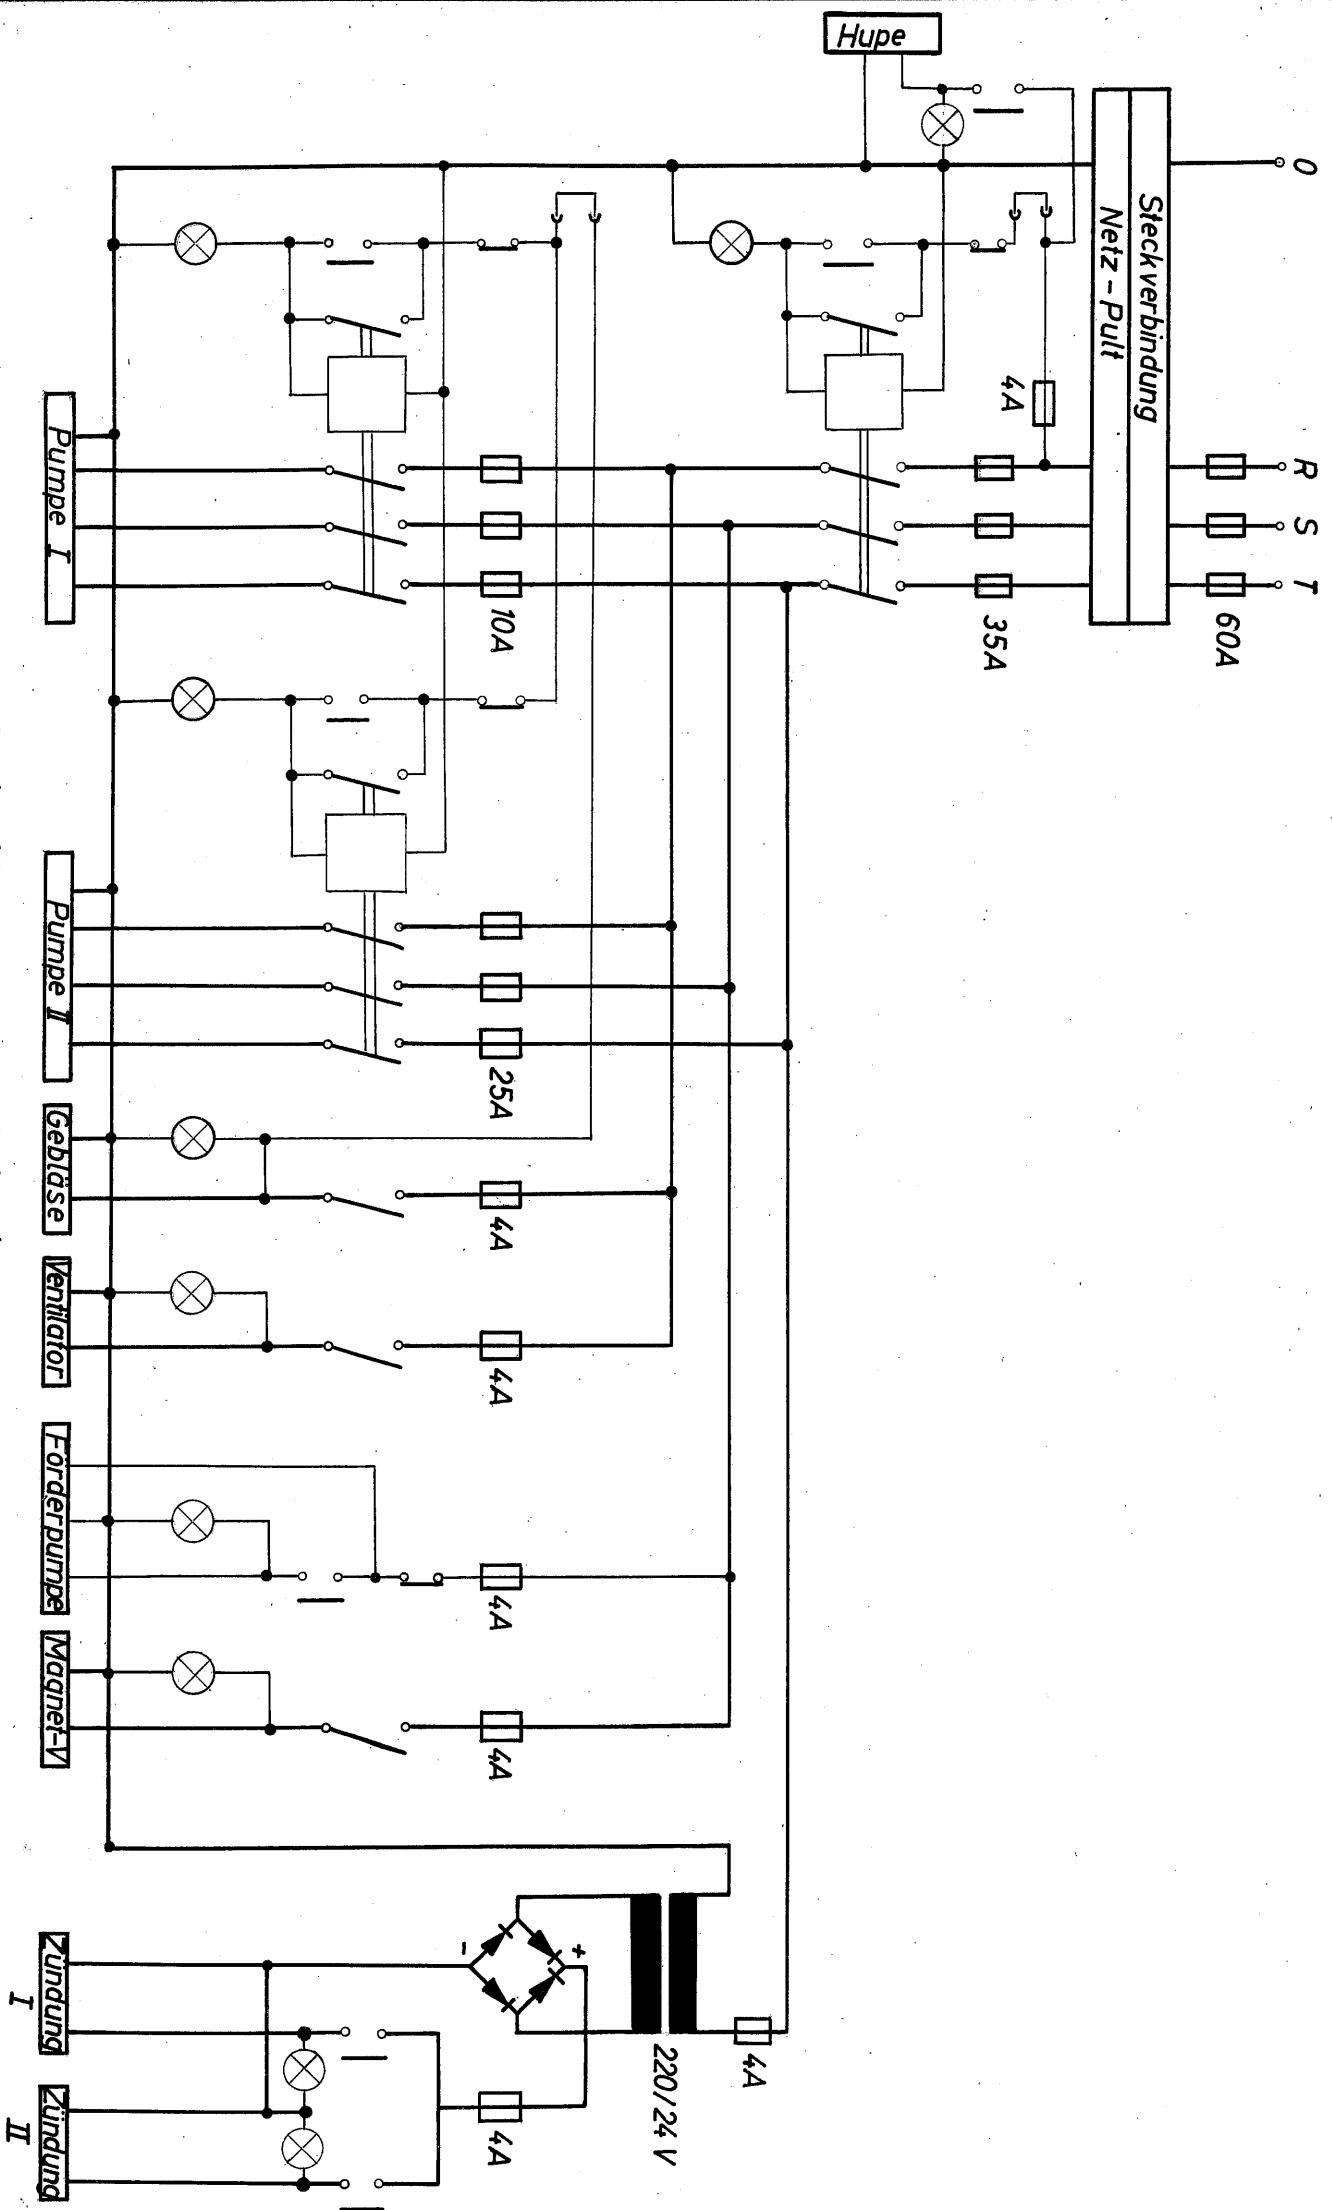 Hupe
0
R
S
T
60A
Steckverbindung
Netz - Pult
4A
35A
10A
Pumpe I
25A
Pumpe II
4A
Gebläse
4A
Ventilator
4A
Förderpumpe
4A
Magnet-V
4A
220/24 V
+
-
4A
Zündung
I
Zündung
II